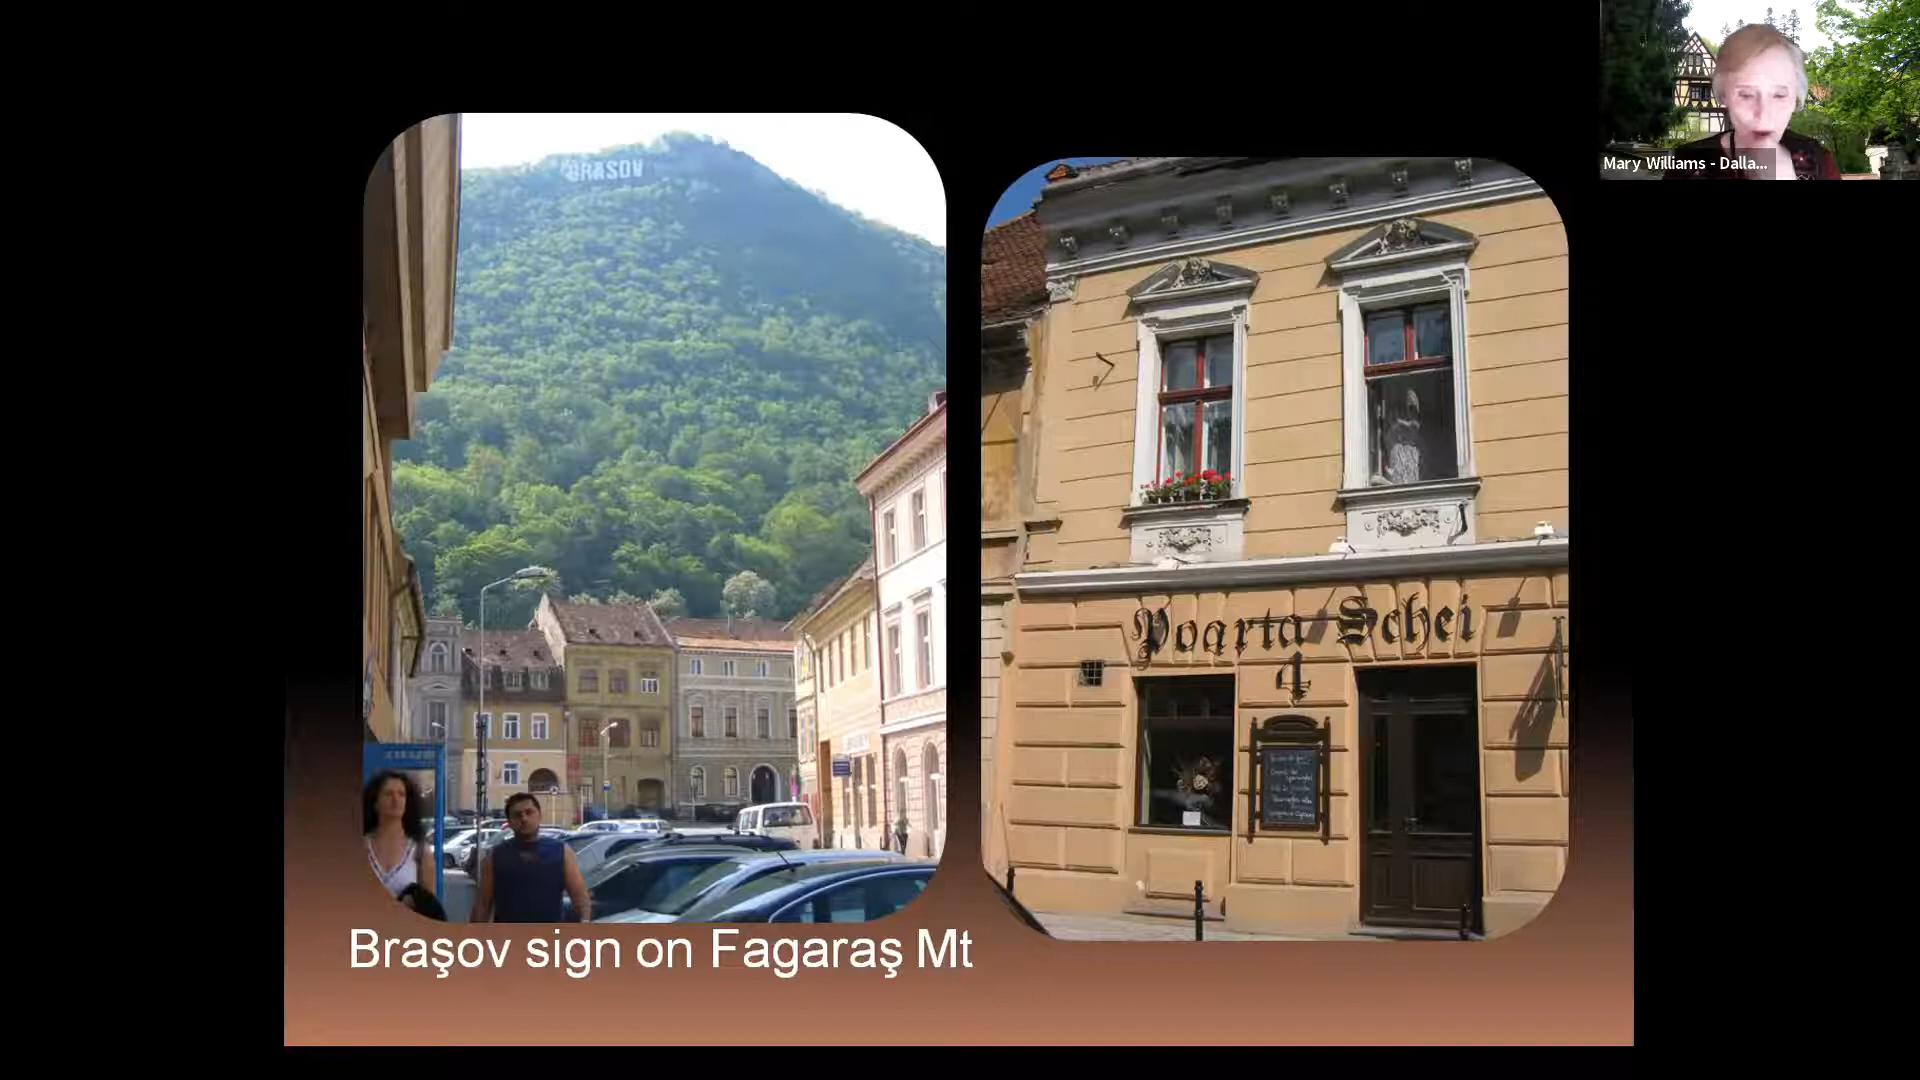 BRASOV
Poarta Schei
4
Braşov sign on Fagaraş Mt
Mary Williams - Dalla...